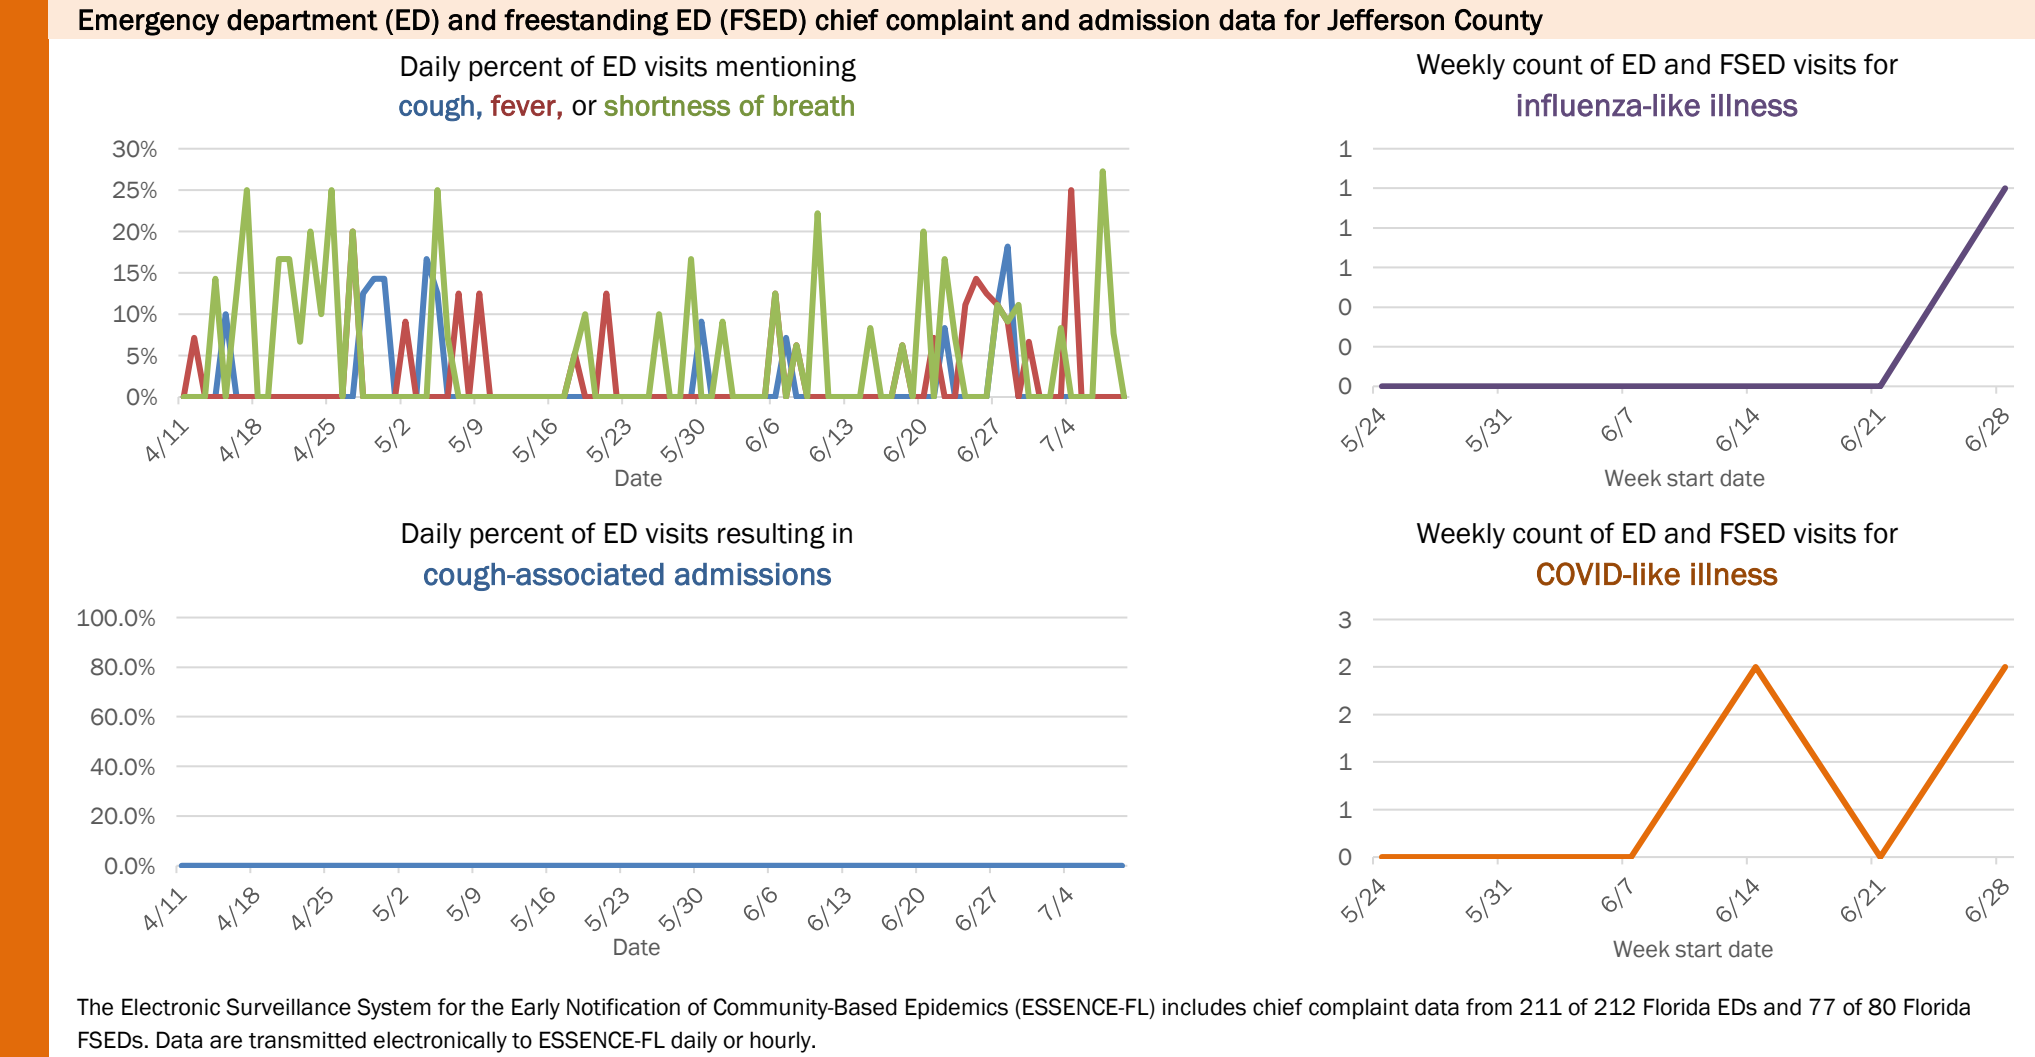 Emergency department (ED) and freestanding ED (FSED) chief complaint and admission data for Jefferson County
Daily percent of ED visits mentioning
cough, fever, or shortness of breath
30%
25%
20%
15%
10%
5%
0%
4/11 4/18 4/25 5/2 5/9 5/16 5/23 5/30 6/6 6/13 6/20 6/27 7/4
Date
Weekly count of ED and FSED visits for
influenza-like illness
1
1
1
1
0
0
0
5/24 5/31 6/7 6/14 6/21 6/28
Week start date
Daily percent of ED visits resulting in
cough-associated admissions
100.0%
80.0%
60.0%
40.0%
20.0%
0.0%
4/11 4/18 4/25 5/2 5/9 5/16 5/23 5/30 6/6 6/13 6/20 6/27 7/4
Date
Weekly count of ED and FSED visits for
COVID-like illness
3
2
2
1
1
0
5/24 5/31 6/7 6/14 6/21 6/28
Week start date
The Electronic Surveillance System for the Early Notification of Community-Based Epidemics (ESSENCE-FL) includes chief complaint data from 211 of 212 Florida EDs and 77 of 80 Florida
FSEDs. Data are transmitted electronically to ESSENCE-FL daily or hourly.